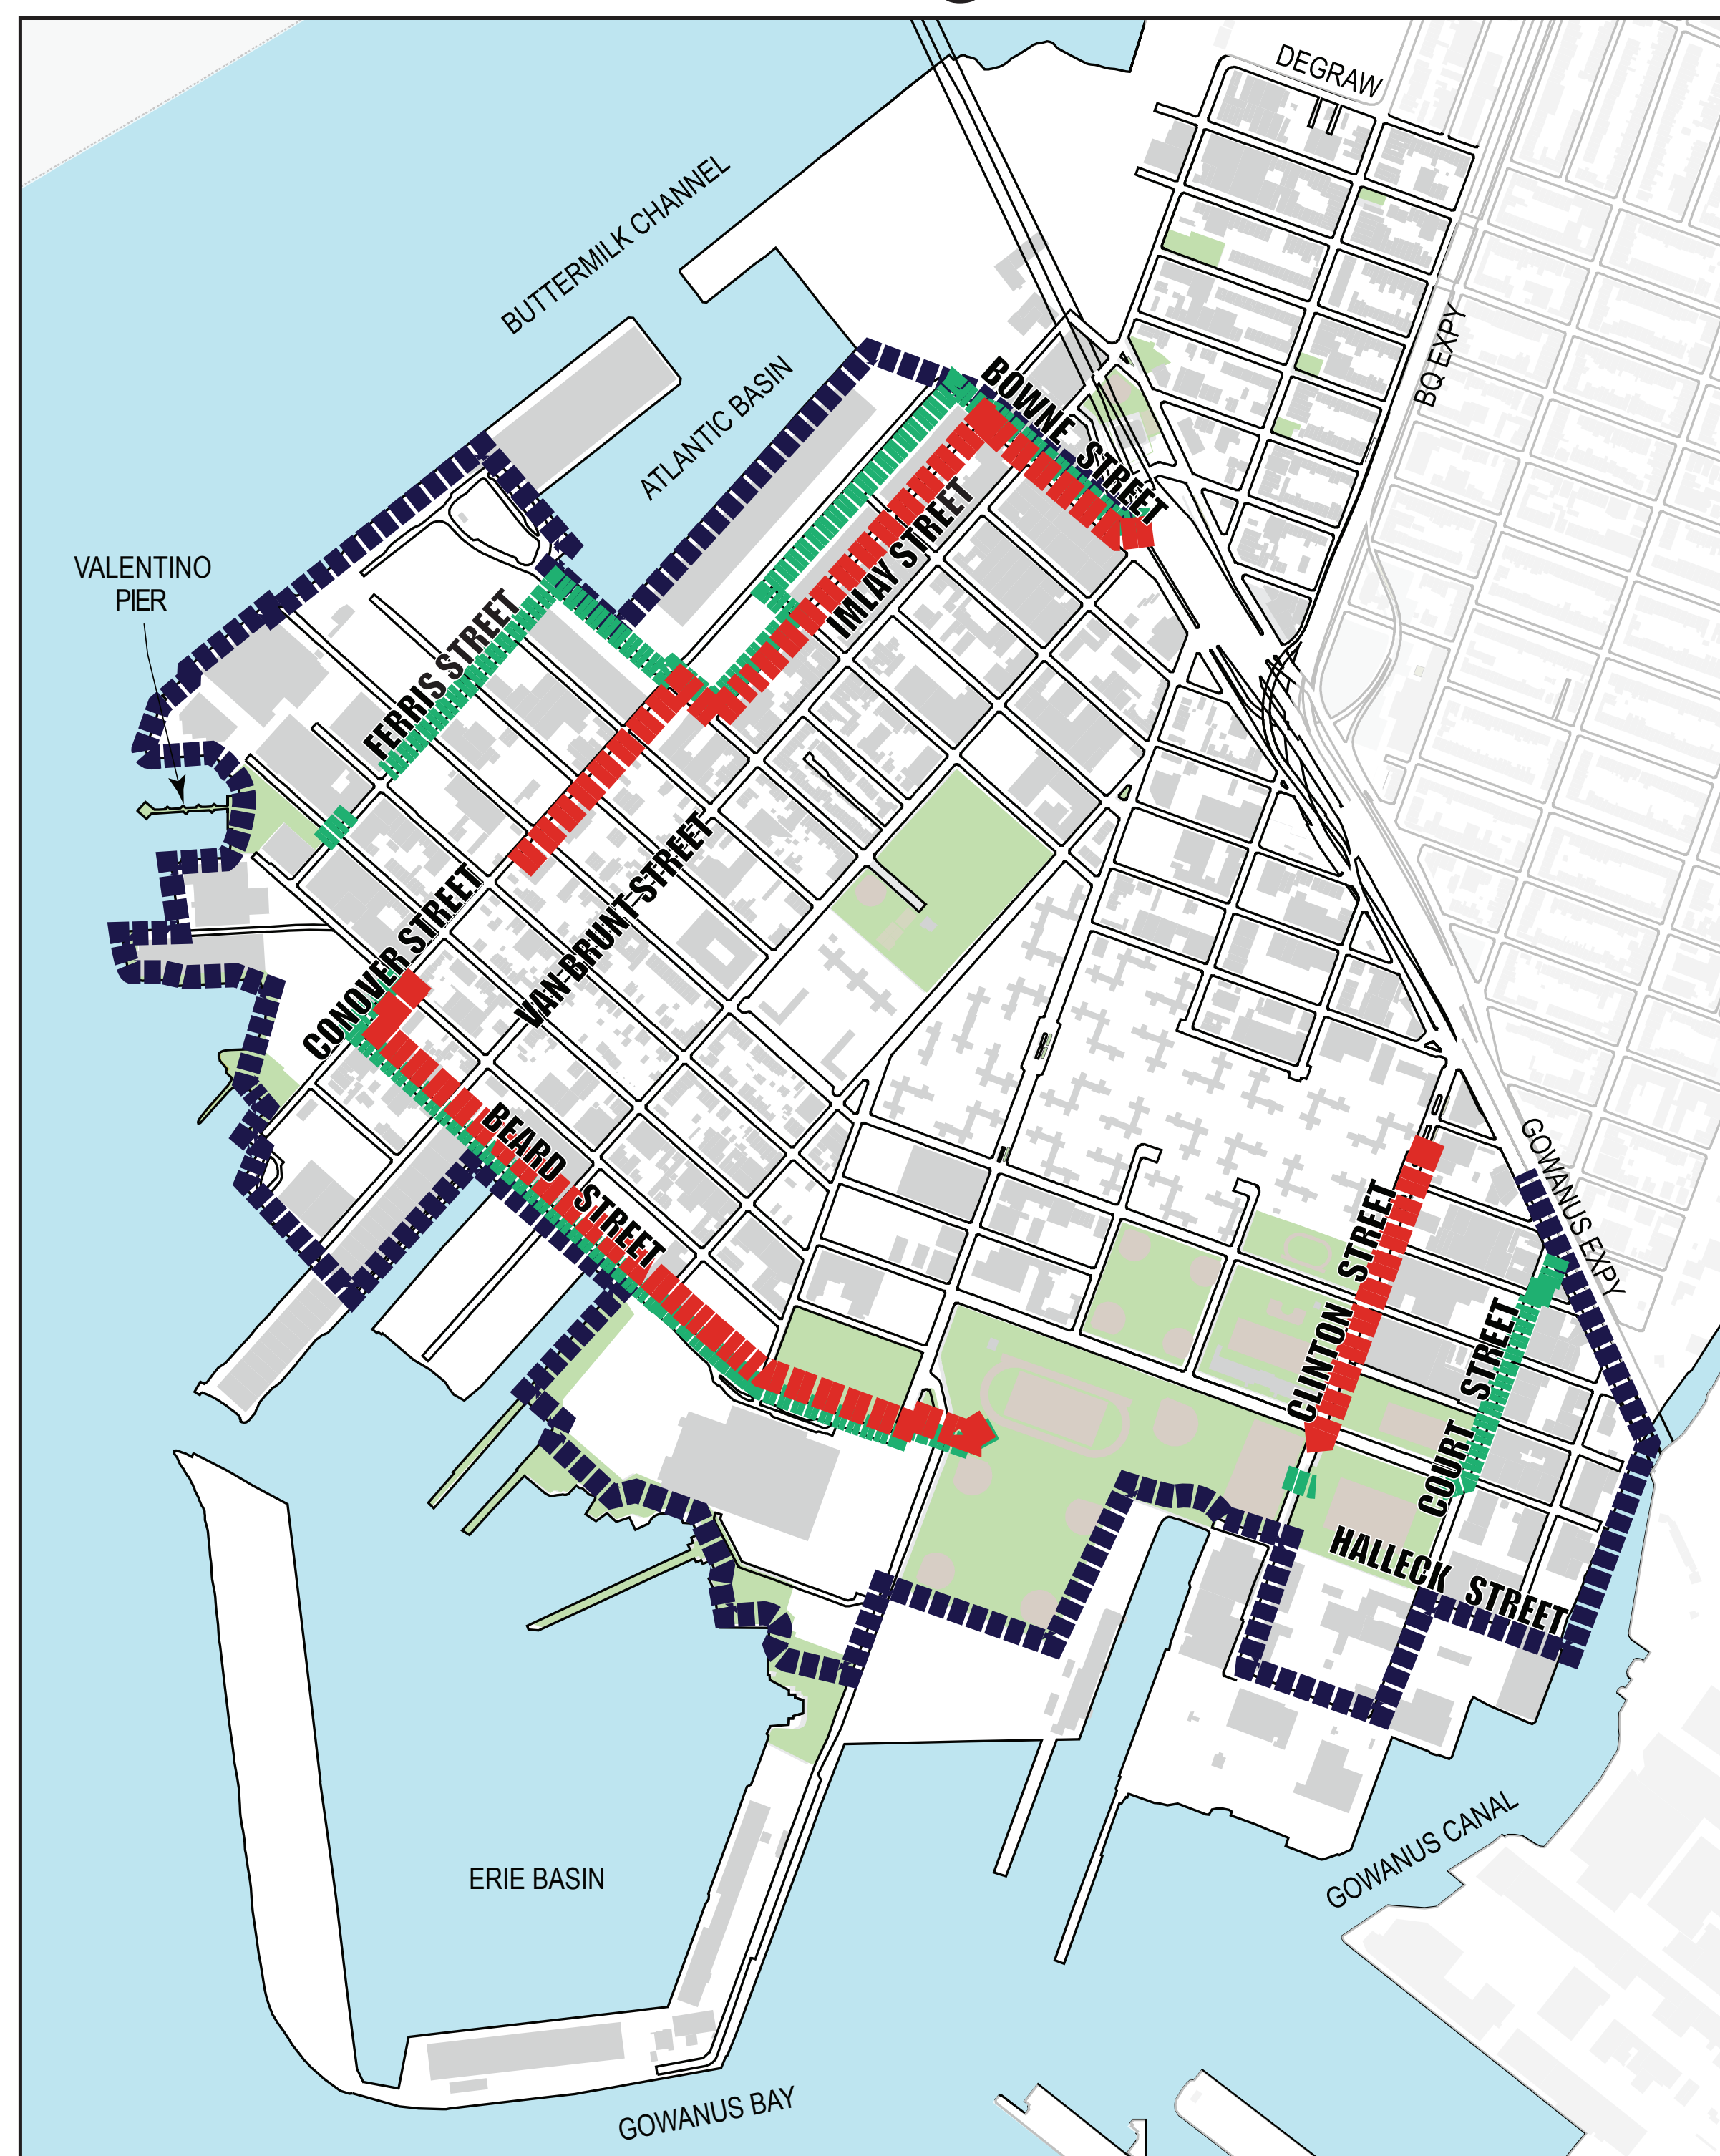 DEGRAW
BUTTERMILK CHANNEL
BQ EXPY
ATLANTIC BASIN
BOWNE STREET
IMLAY STREET
VALENTINO
PIER
FERRIS STREET
VAN BRUNT STREET
CONOVER STREET
BEARD STREET
GOWANUS EXPY
CLINTON STREET
COURT STREET
HALLECK STREET
GOWANUS CANAL
ERIE BASIN
GOWANUS BAY